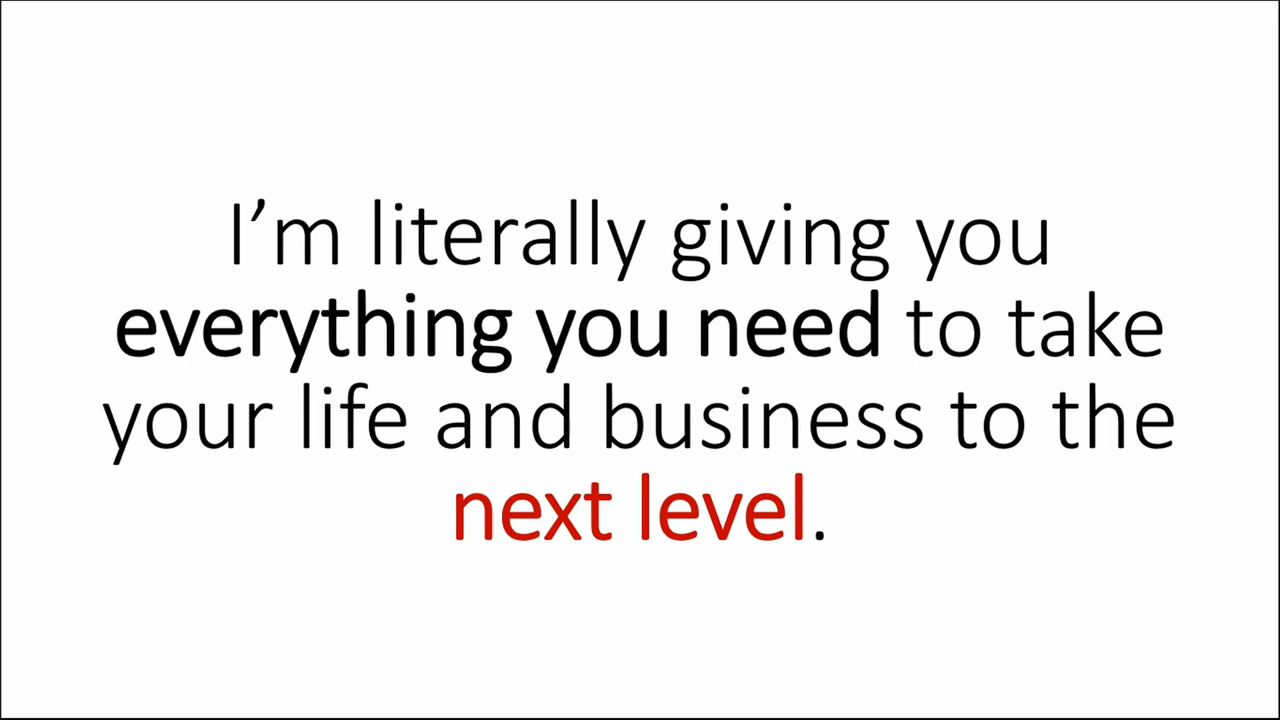 I’m literally giving you
everything you need to take
your life and business to the
next level.